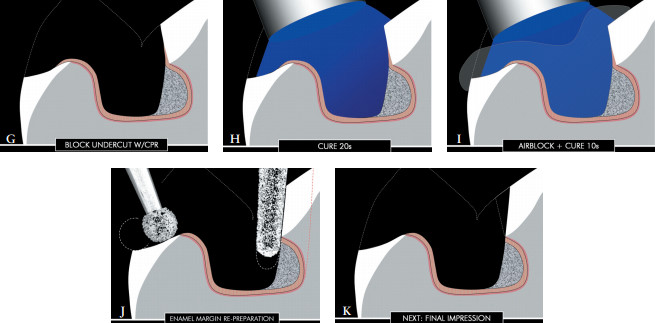 G
BLOCK UNDERCUT W/CPR
H
CURE 20s
I
AIRBLOCK + CURE 10s
J
ENAMEL MARGIN RE-PREPARATION
K
NEXT: FINAL IMPRESSION